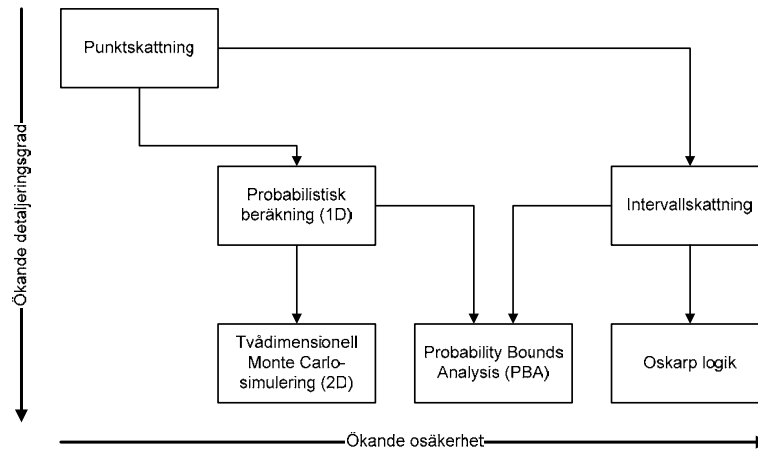 Punktskattning
Probabilistisk
beräkning (1D)
Intervallskattning
Tvådimensionell
Monte Carlo-
simulering (2D)
Probability Bounds
Analysis (PBA)
Oskarp logik
Ökande detaljeringsgrad
Ökande osäkerhet